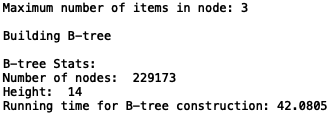 Maximum number of items in node: 3
Building B-tree
B-tree Stats:
Number of nodes:  229173
Height:  14
Running time for B-tree construction: 42.0805